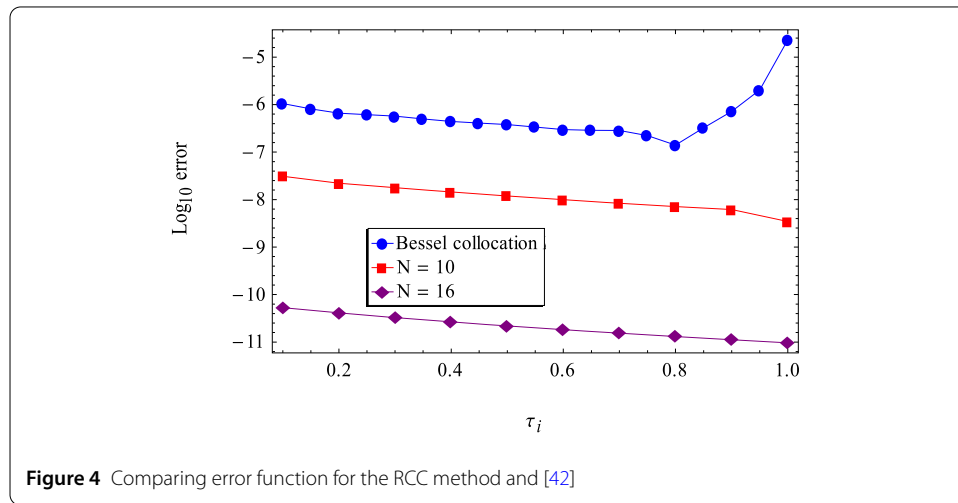 Log10 error
−5
−6
−7
−8
−9
−10
−11
Bessel collocation
N = 10
N = 16
0.2 0.4 0.6 0.8 1.0
τi
Figure 4 Comparing error function for the RCC method and [42]